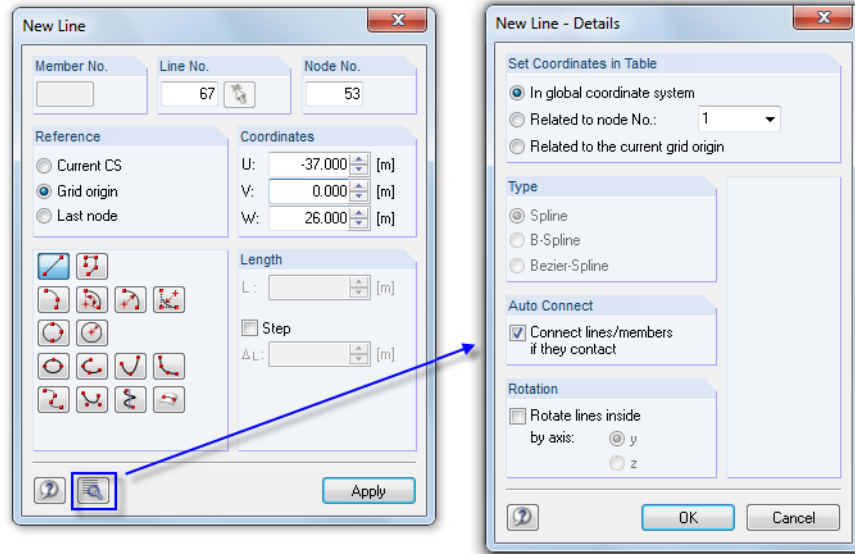 New Line
Member No.
Line No.
Node No.
67
53
Reference
Current CS
Grid origin
Last node
Coordinates
U: -37.000 [m]
V: 0.000 [m]
W: 26.000 [m]
Length
L : [m]
Step
ΔL: [m]
Apply
New Line - Details
Set Coordinates in Table
In global coordinate system
Related to node No.: 1
Related to the current grid origin
Type
Spline
B-Spline
Bezier-Spline
Auto Connect
Connect lines/members
if they contact
Rotation
Rotate lines inside
by axis: y
z
OK
Cancel